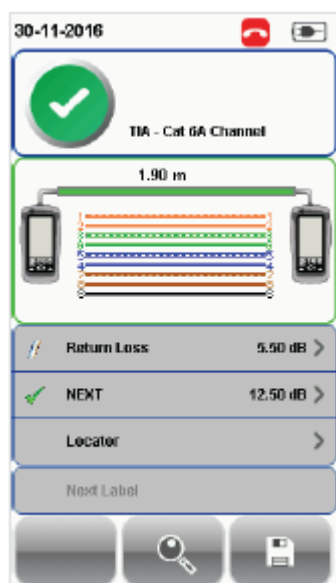 30-11-2016
TIA - Cat 6A Channel
1.90 m
1 1
2 2
3 3
6 6
5 5
4 4
7 7
8 8
S S
Return Loss 5.50 dB
NEXT 12.50 dB
Locator
Next Label